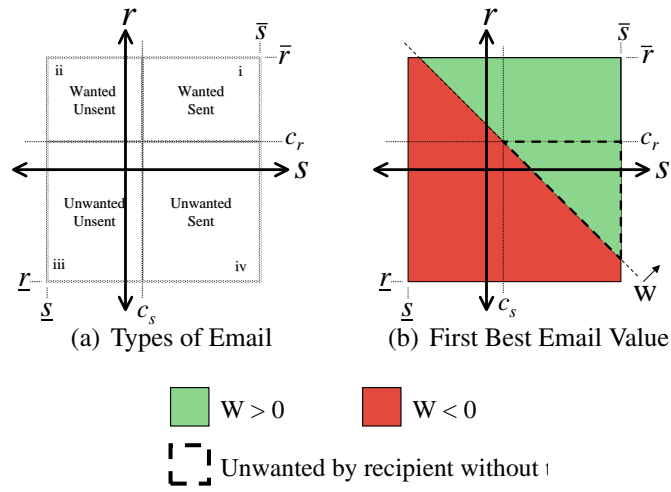 r
s̅
r̅
ii
i
Wanted
Unsent
Wanted
Sent
c_r
s
Unwanted
Unsent
Unwanted
Sent
iii
iv
r̲
s̲
c_s
(a) Types of Email
r
s̅
r̅
c_r
s
r̲
s̲
c_s
W
(b) First Best Email Value
W > 0
W < 0
Unwanted by recipient without